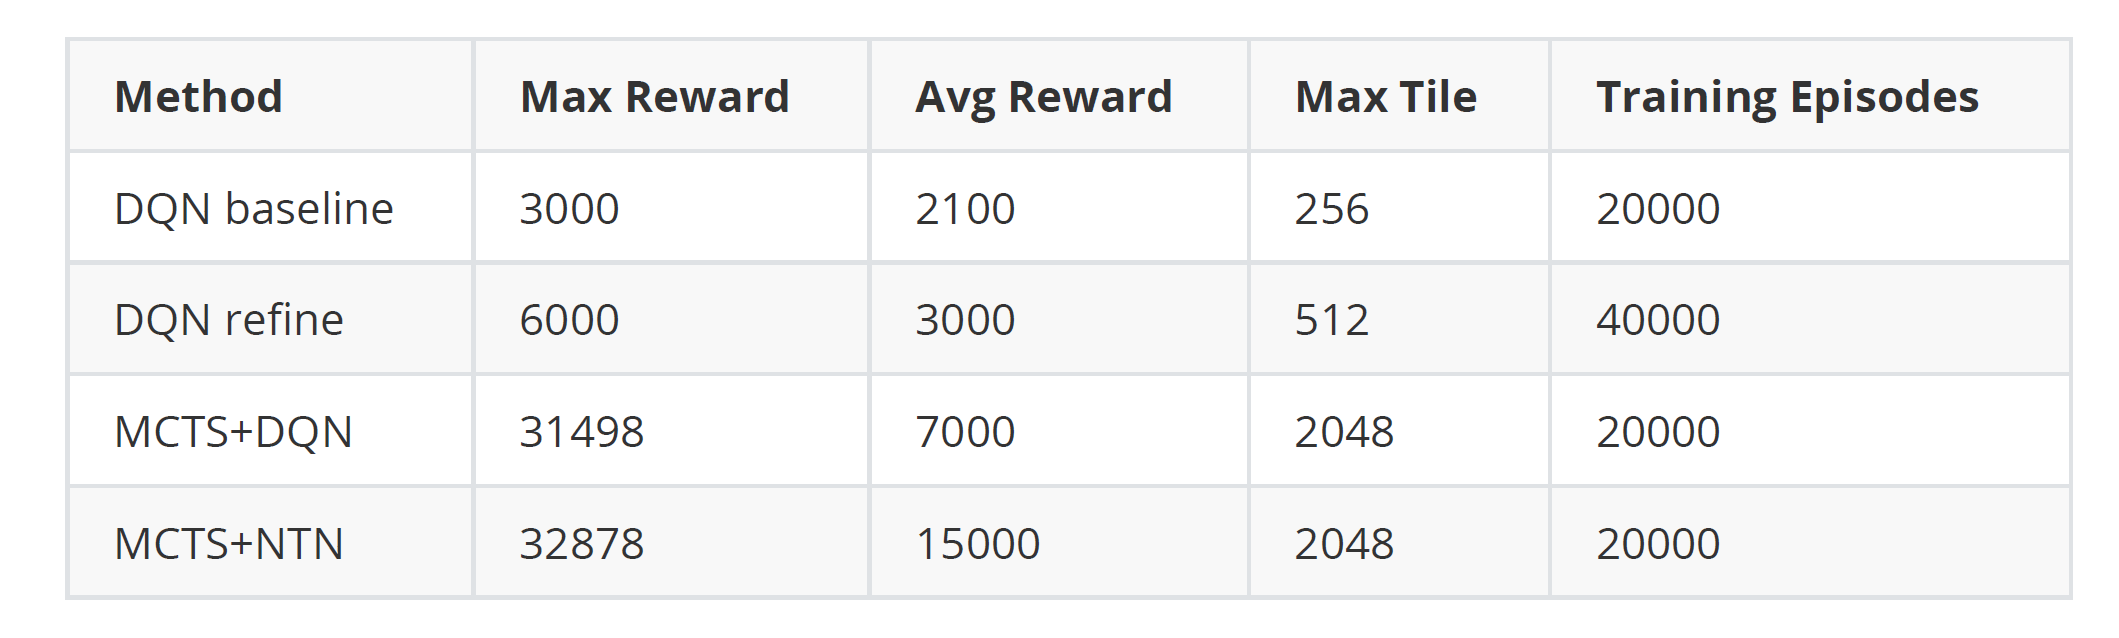 Method Max Reward Avg Reward Max Tile Training Episodes
DQN baseline 3000 2100 256 20000
DQN refine 6000 3000 512 40000
MCTS+DQN 31498 7000 2048 20000
MCTS+NTN 32878 15000 2048 20000